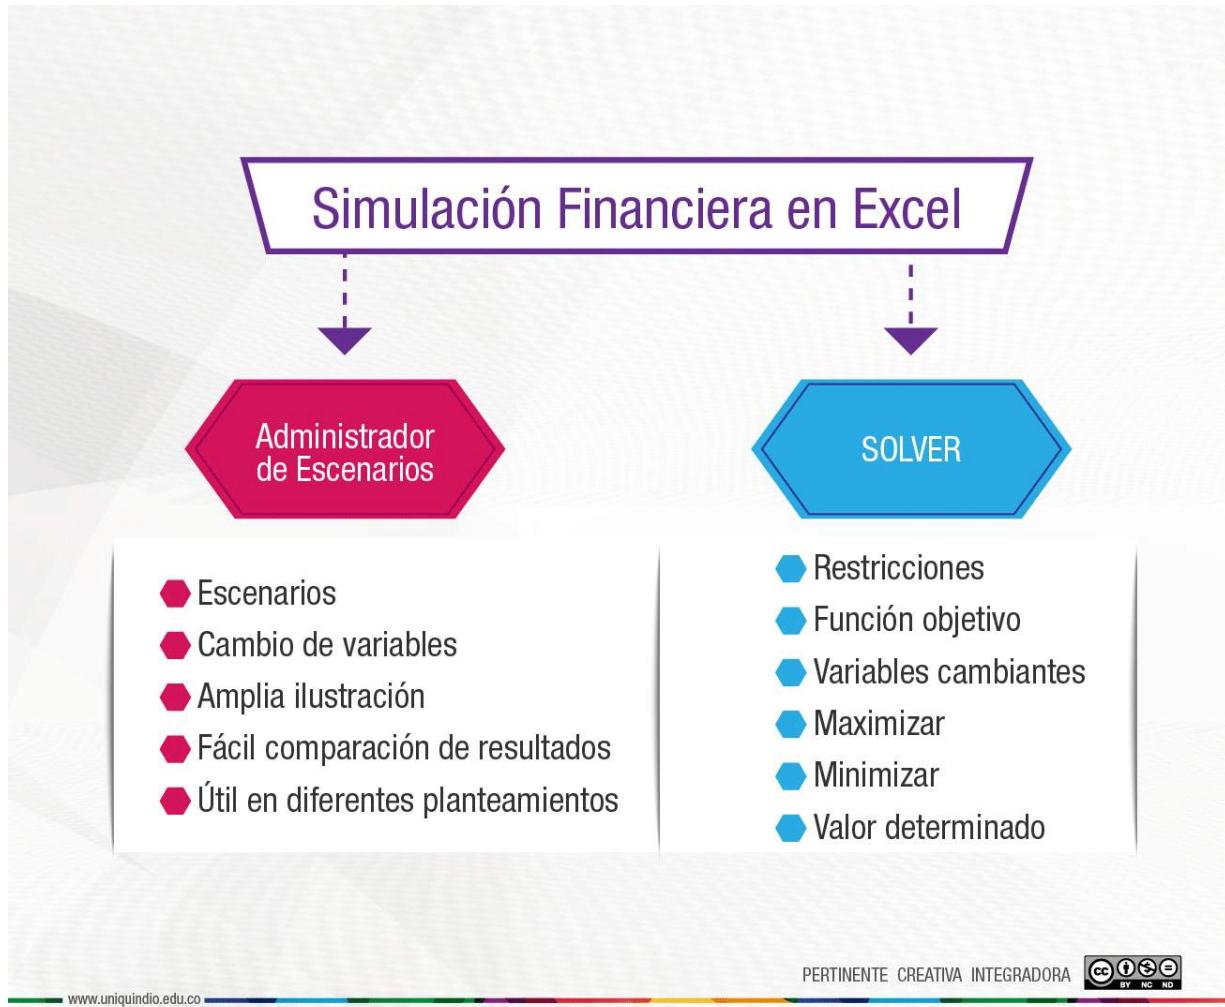 Simulación Financiera en Excel
Administrador
de Escenarios
Escenarios
Cambio de variables
Amplia ilustración
Fácil comparación de resultados
Útil en diferentes planteamientos
SOLVER
Restricciones
Función objetivo
Variables cambiantes
Maximizar
Minimizar
Valor determinado
PERTINENTE CREATIVA INTEGRADORA
cc
BY NC ND
www.uniquindio.edu.co